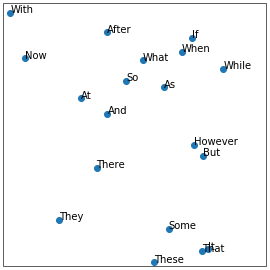 With
After
If
When
Now
What
While
So
As
At
And
However
But
There
They
Some
It
That
These